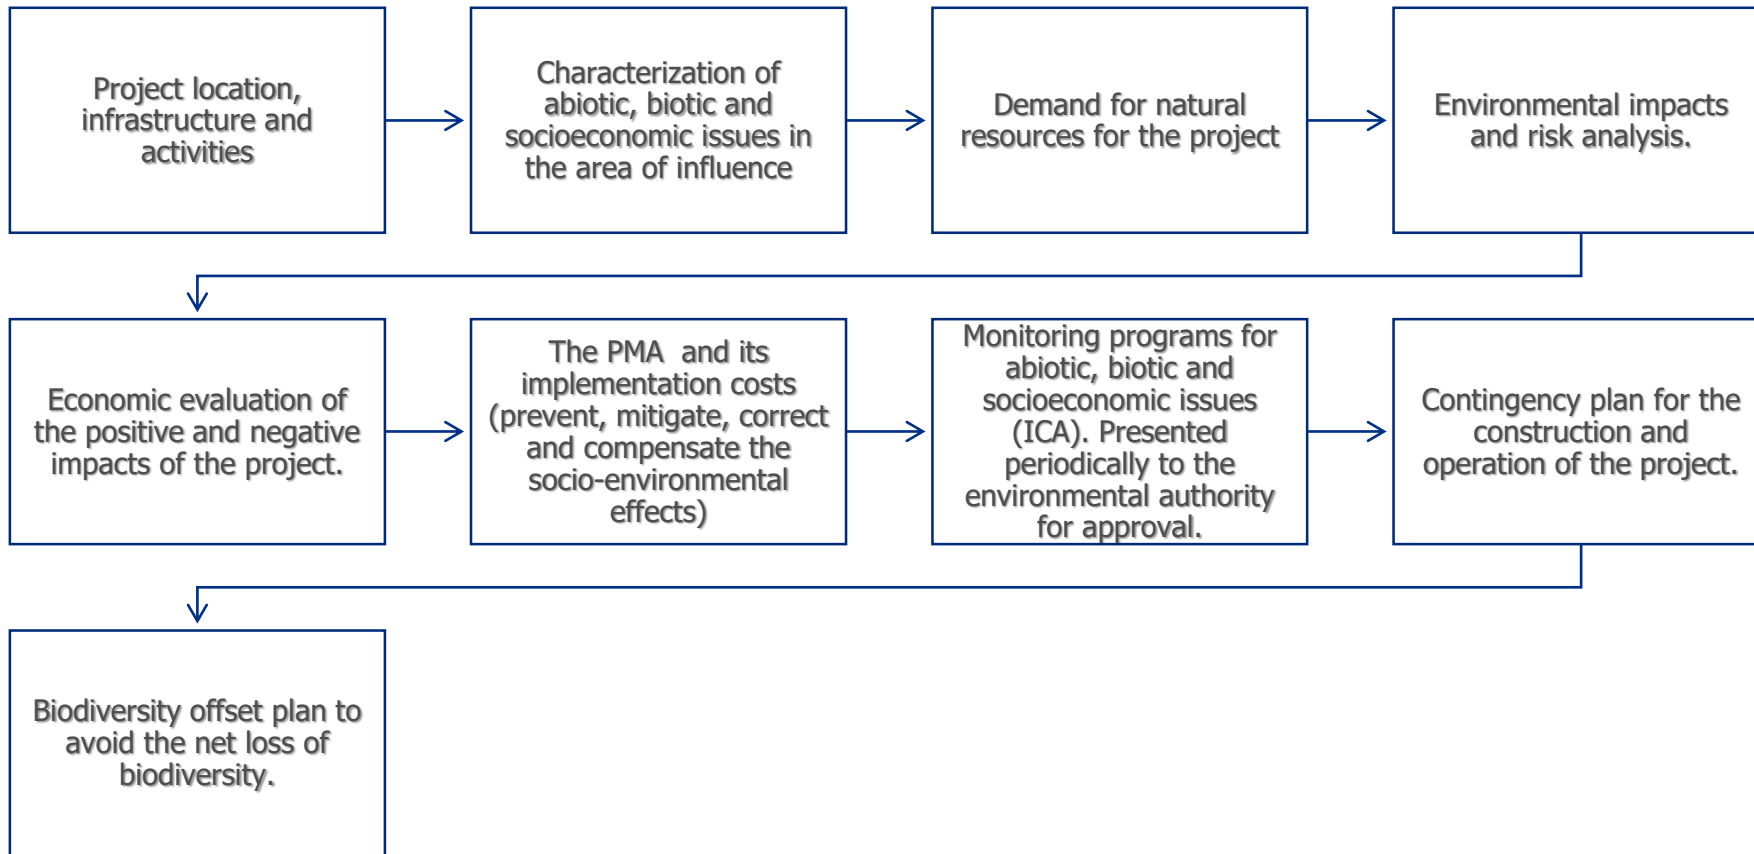 Project location,
infrastructure and
activities
Characterization of
abiotic, biotic and
socioeconomic issues in
the area of influence
Demand for natural
resources for the project
Environmental impacts
and risk analysis.
Economic evaluation of
the positive and negative
impacts of the project.
The PMA and its
implementation costs
(prevent, mitigate, correct
and compensate the
socio-environmental
effects)
Monitoring programs for
abiotic, biotic and
socioeconomic issues
(ICA). Presented
periodically to the
environmental authority
for approval.
Contingency plan for the
construction and
operation of the project.
Biodiversity offset plan to
avoid the net loss of
biodiversity.